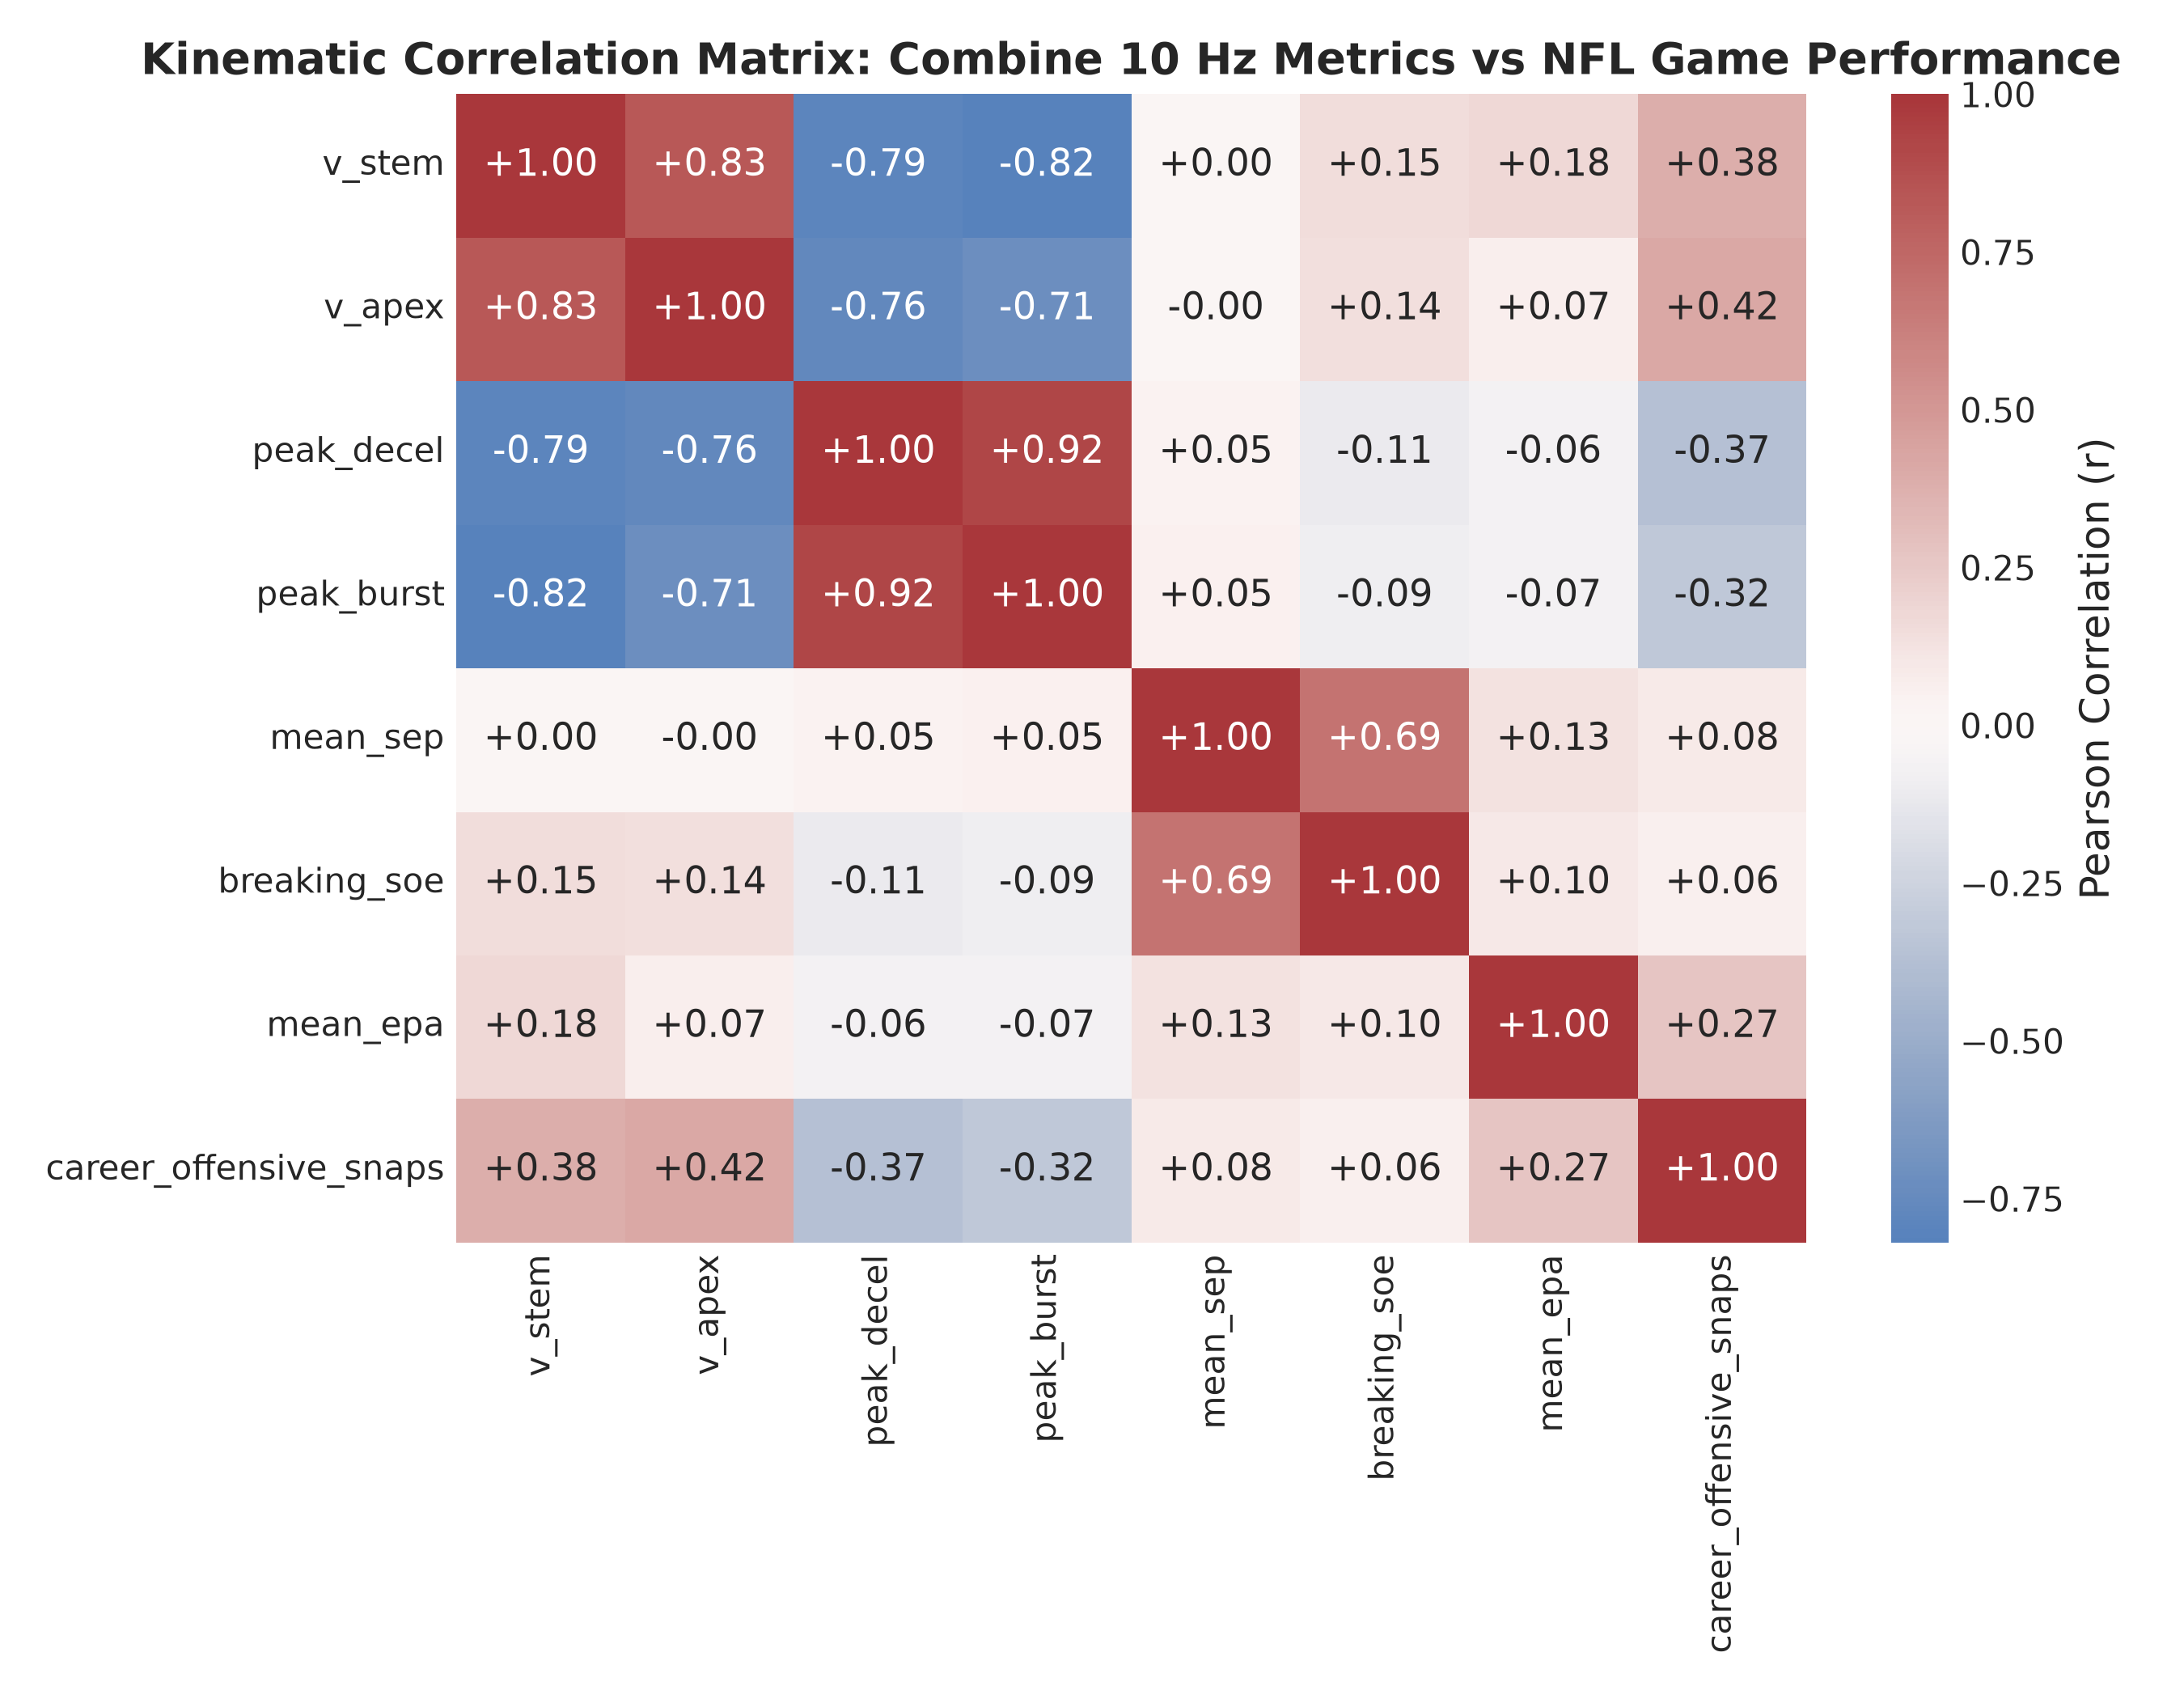 Kinematic Correlation Matrix: Combine 10 Hz Metrics vs NFL Game Performance
v_stem +1.00 +0.83 -0.79 -0.82 +0.00 +0.15 +0.18 +0.38
v_apex +0.83 +1.00 -0.76 -0.71 -0.00 +0.14 +0.07 +0.42
peak_decel -0.79 -0.76 +1.00 +0.92 +0.05 -0.11 -0.06 -0.37
peak_burst -0.82 -0.71 +0.92 +1.00 +0.05 -0.09 -0.07 -0.32
mean_sep +0.00 -0.00 +0.05 +0.05 +1.00 +0.69 +0.13 +0.08
breaking_soe +0.15 +0.14 -0.11 -0.09 +0.69 +1.00 +0.10 +0.06
mean_epa +0.18 +0.07 -0.06 -0.07 +0.13 +0.10 +1.00 +0.27
career_offensive_snaps +0.38 +0.42 -0.37 -0.32 +0.08 +0.06 +0.27 +1.00
v_stem
v_apex
peak_decel
peak_burst
mean_sep
breaking_soe
mean_epa
career_offensive_snaps
1.00
0.75
0.50
0.25
0.00
−0.25
−0.50
−0.75
Pearson Correlation (r)